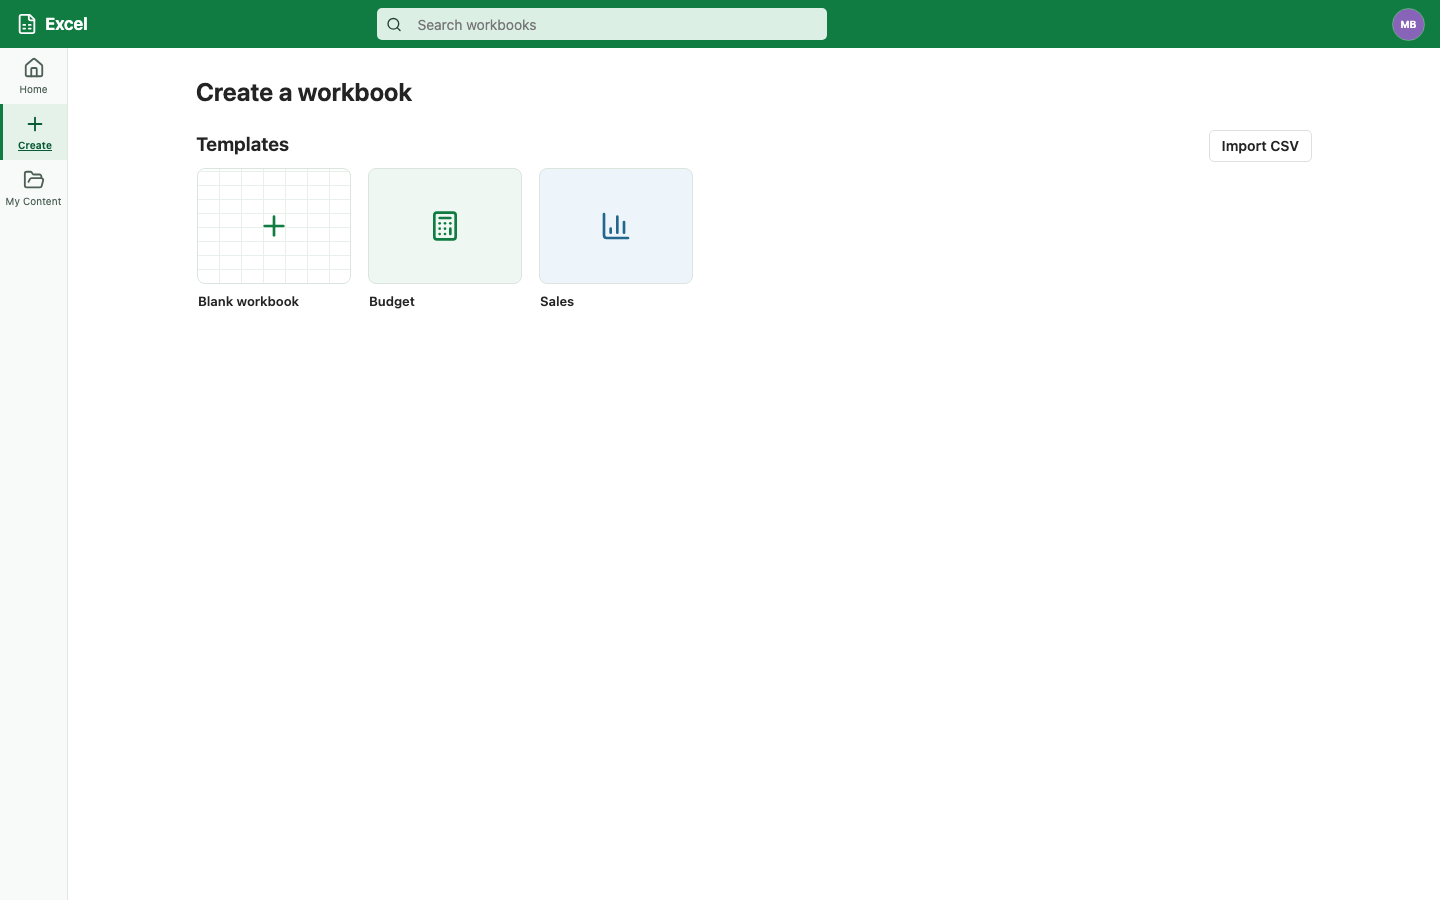 Excel
Search workbooks
MB
Home
Create
My Content
Create a workbook
Templates
Import CSV
Blank workbook
Budget
Sales